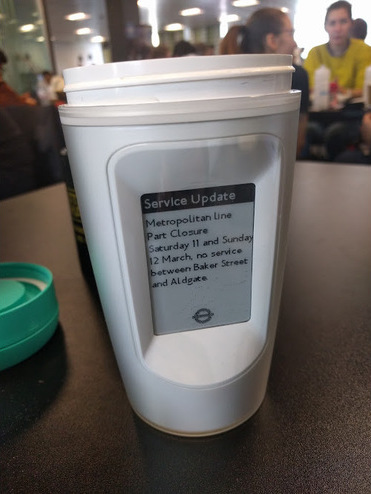 Service Update
Metropolitan line
Part Closure
Saturday 11 and Sunday
12 March, no service
between Baker Street
and Aldgate.